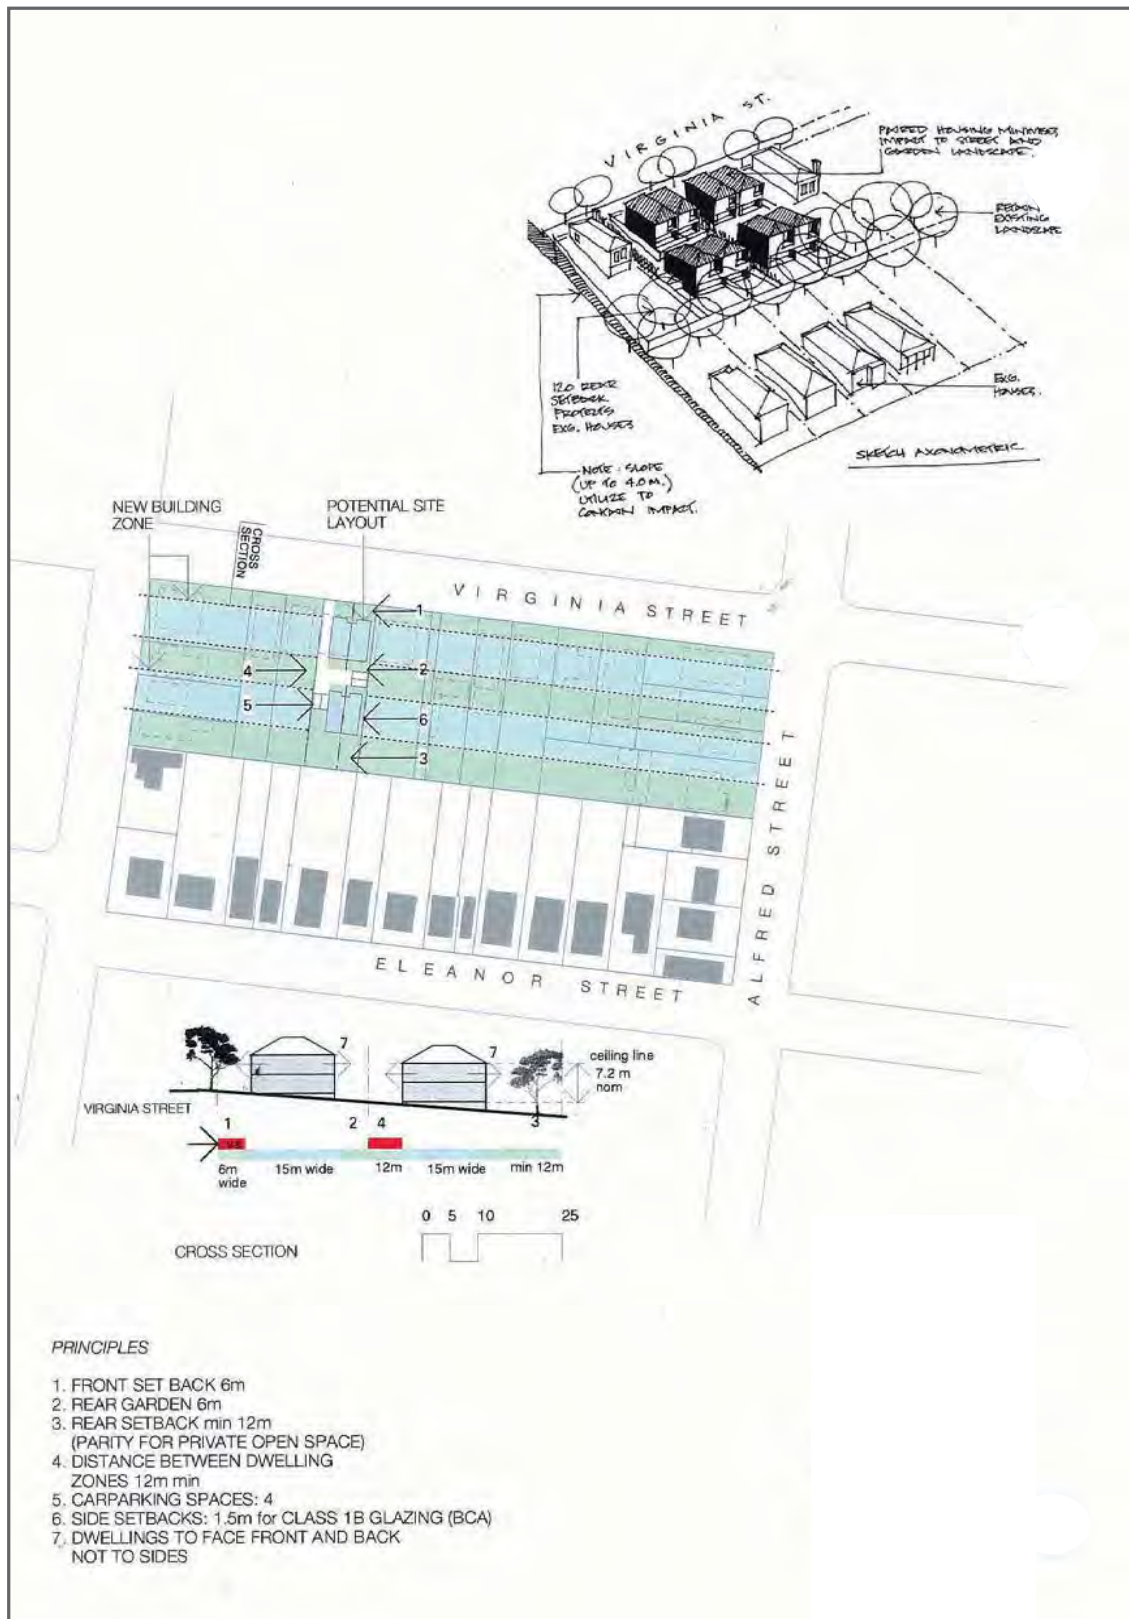 VIRGINIA ST.
PAIRED HOUSING MINIMISES
IMPACT TO STREET AND
GARDEN LANDSCAPE.
EXISTING
LANDSCAPE
12.0 REAR
SETBACK
PROTECTS
EXG. HOUSES
EXG.
HOUSES.
SKETCH AXONOMETRIC
NOTE: SLOPE
(UP TO 4.0 M.)
UTILIZE TO
IMPACT.
NEW BUILDING
ZONE
CROSS
SECTION
POTENTIAL SITE
LAYOUT
VIRGINIA STREET
1
4
2
5
6
3
ALFRED STREET
ELEANOR STREET
7
7
ceiling line
7.2 m
nom
VIRGINIA STREET
1
2
4
3
6m
wide
15m wide
12m
15m wide
min 12m
0 5 10 25
CROSS SECTION
PRINCIPLES
1. FRONT SET BACK 6m
2. REAR GARDEN 6m
3. REAR SETBACK min 12m
(PARITY FOR PRIVATE OPEN SPACE)
4. DISTANCE BETWEEN DWELLING
ZONES 12m min
5. CARPARKING SPACES: 4
6. SIDE SETBACKS: 1.5m for CLASS 1B GLAZING (BCA)
7. DWELLINGS TO FACE FRONT AND BACK
NOT TO SIDES